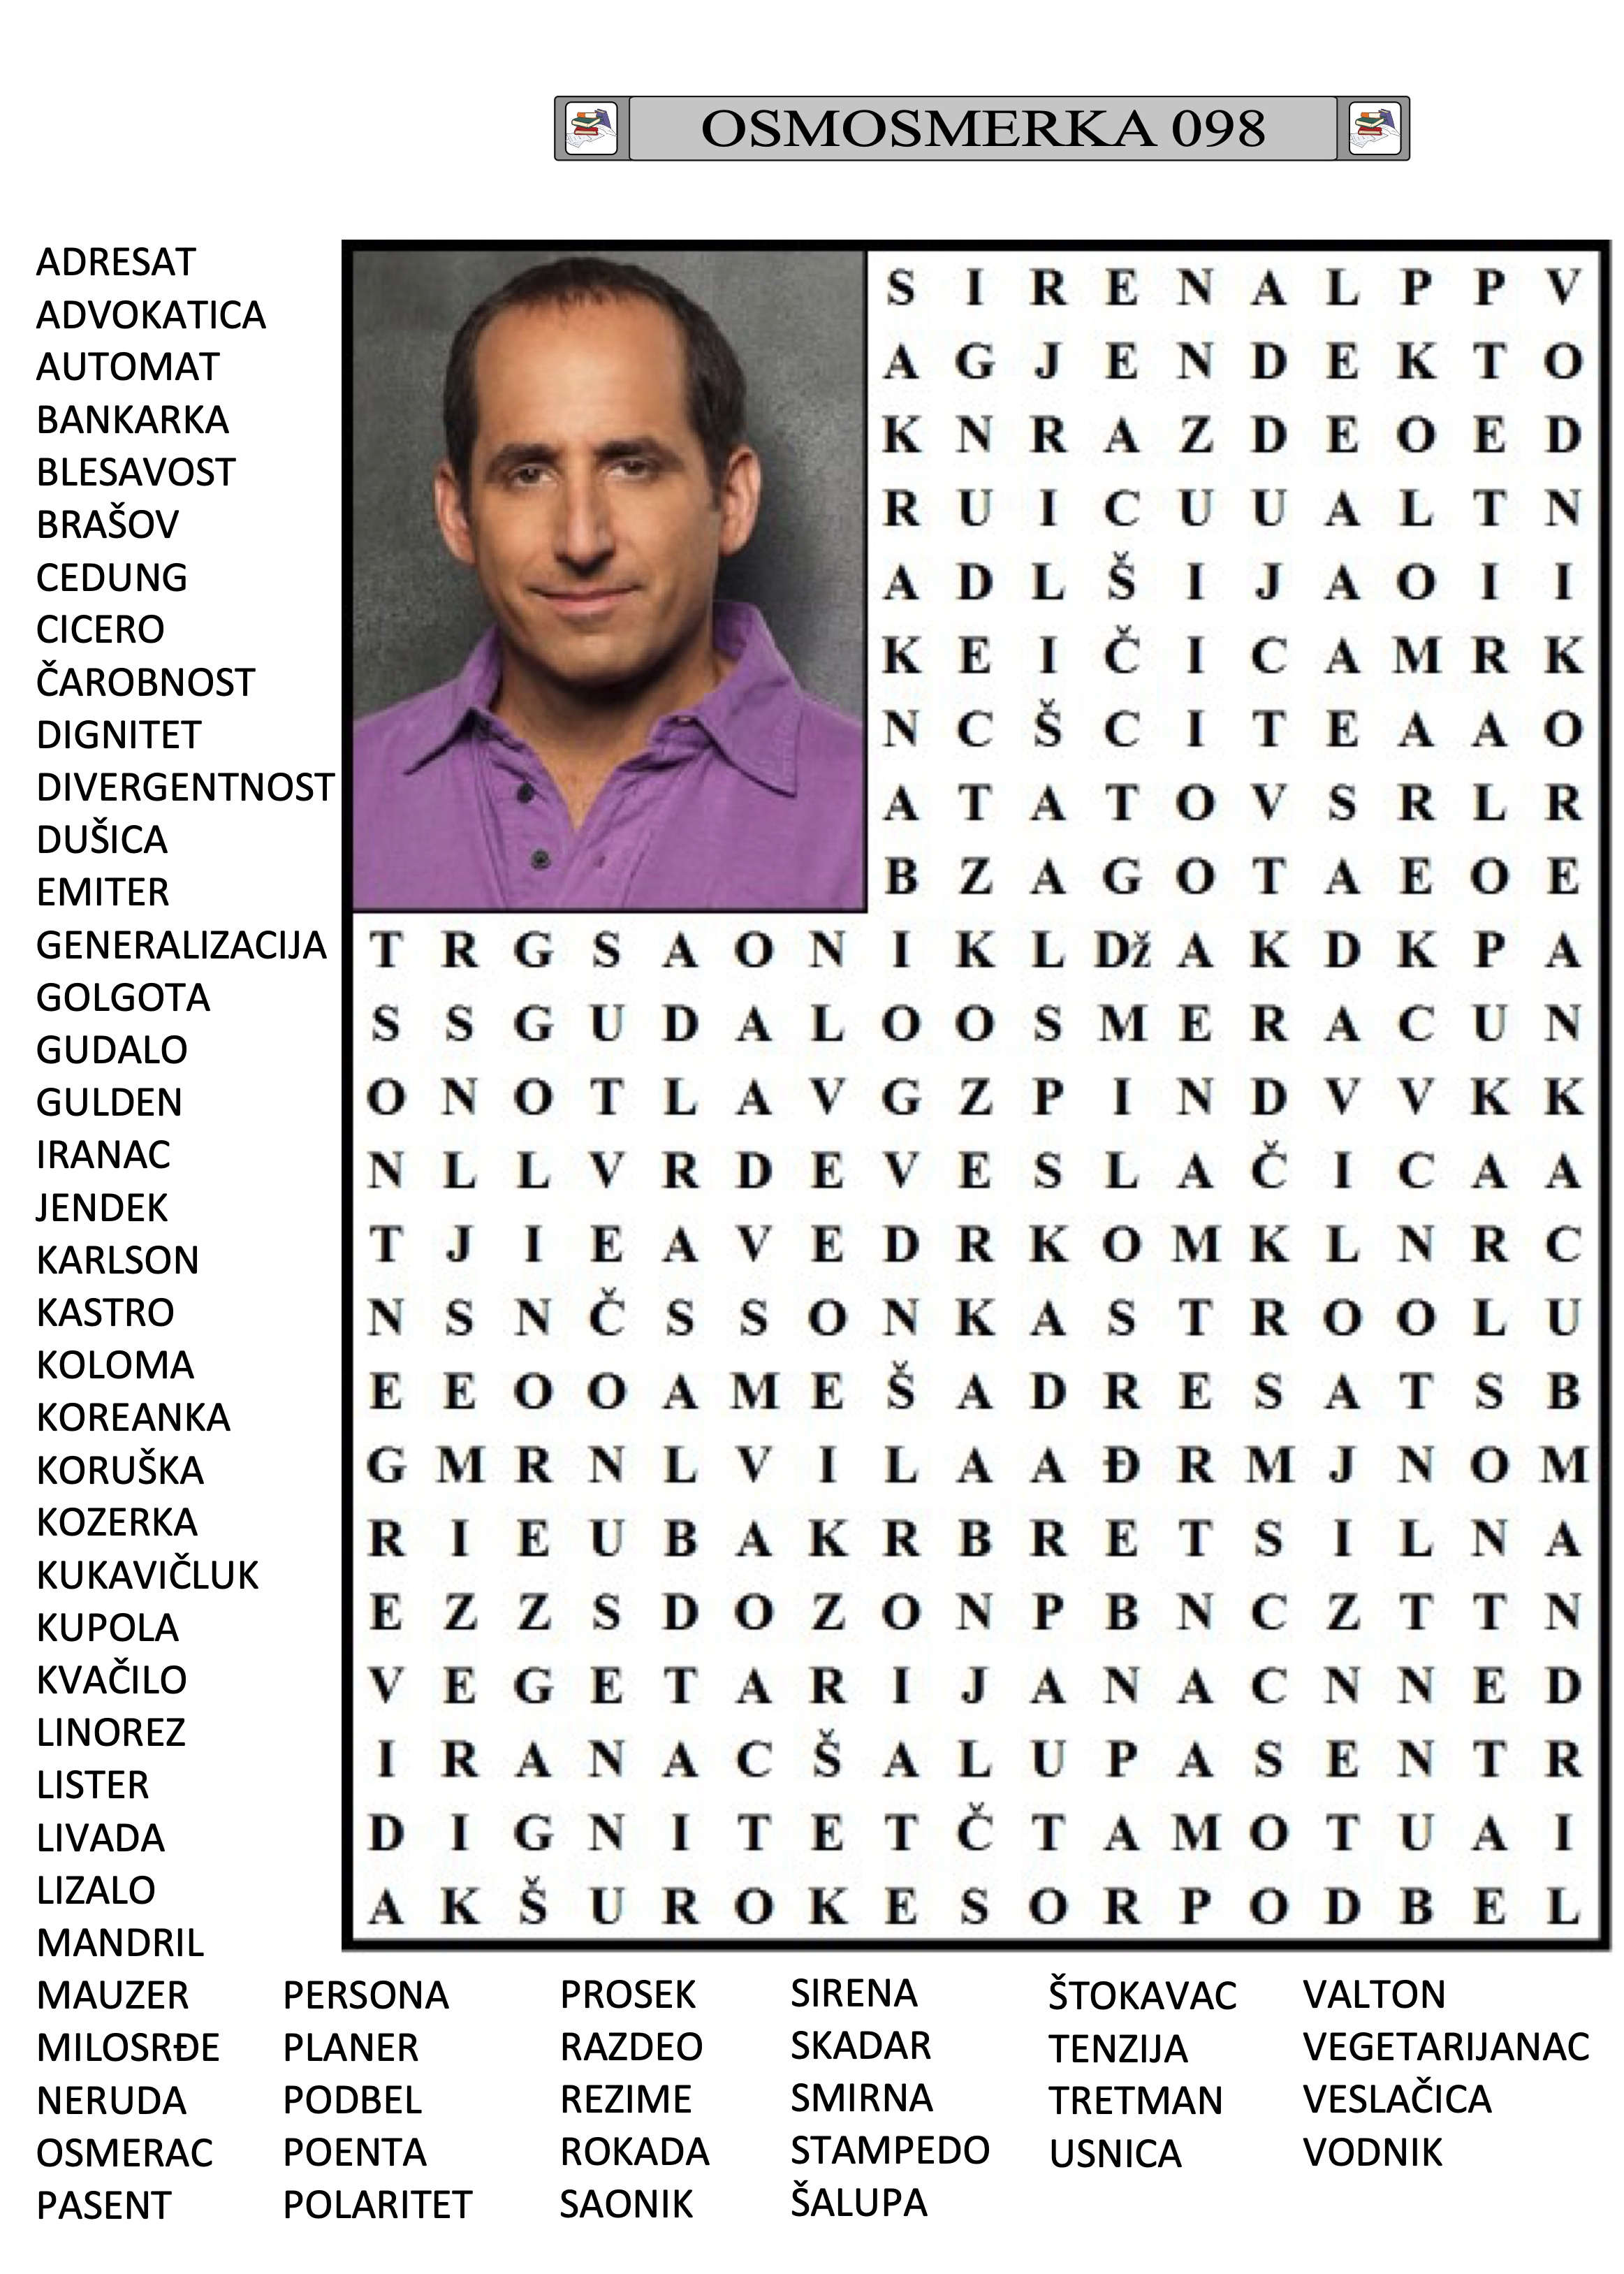 OSMOSMERKA 098
ADRESAT
ADVOKATICA
AUTOMAT
BANKARKA
BLESAVOST
BRAŠOV
CEDUNG
CICERO
ČAROBNOST
DIGNITET
DIVERGENTNOST
DUŠICA
EMITER
GENERALIZACIJA
GOLGOTA
GUDALO
GULDEN
IRANAC
JENDEK
KARLSON
KASTRO
KOLOMA
KOREANKA
KORUŠKA
KOZERKA
KUKAVIČLUK
KUPOLA
KVAČILO
LINOREZ
LISTER
LIVADA
LIZALO
MANDRIL
MAUZER
MILOSRĐE
NERUDA
OSMERAC
PASENT
S I R E N A L P P V
A G J E N D E K T O
K N R A Z D E O E D
R U I C U U A L T N
A D L Š I J A O I I
K E I Č I C A M R K
N C Š C I T E A A O
A T A T O V S R L R
B Z A G O T A E O E
T R G S A O N I K L Dž A K D K P A
S S G U D A L O O S M E R A C U N
O N O T L A V G Z P I N D V V K K
N L L V R D E V E S L A Č I C A A
T J I E A V E D R K O M K L N R C
N S N Č S S O N K A S T R O O L U
E E O O A M E Š A D R E S A T S B
G M R N L V I L A A Đ R M J N O M
R I E U B A K R B R E T S I L N A
E Z Z S D O Z O N P B N C Z T T N
V E G E T A R I J A N A C N N E D
I R A N A C Š A L U P A S E N T R
D I G N I T E T Č T A M O T U A I
A K Š U R O K E S O R P O D B E L
PERSONA
PLANER
PODBEL
POENTA
POLARITET
PROSEK
RAZDEO
REZIME
ROKADA
SAONIK
SIRENA
SKADAR
SMIRNA
STAMPEDO
ŠALUPA
ŠTOKAVAC
TENZIJA
TRETMAN
USNICA
VALTON
VEGETARIJANAC
VESLAČICA
VODNIK